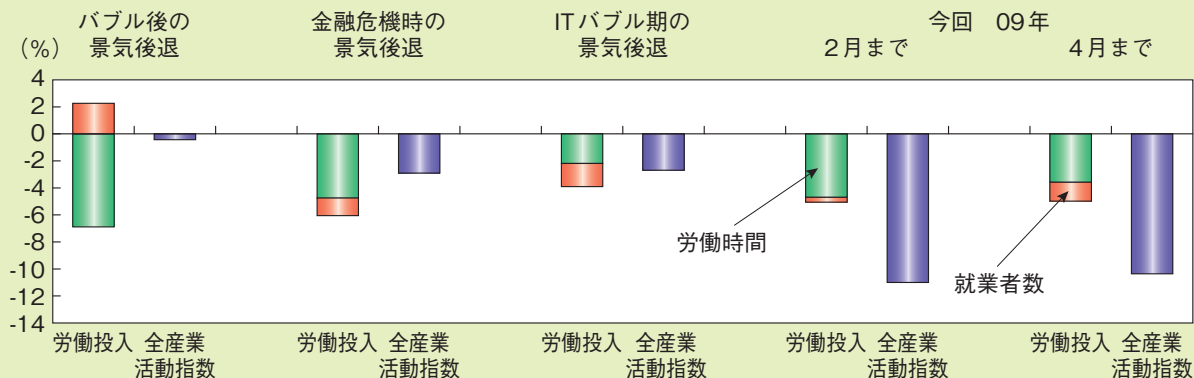 バブル後の
景気後退
金融危機時の
景気後退
ITバブル期の
景気後退
今回 09年
2月まで
4月まで
(%)
4
2
0
-2
-4
-6
-8
-10
-12
-14
労働時間
就業者数
労働投入
全産業
活動指数
労働投入
全産業
活動指数
労働投入
全産業
活動指数
労働投入
全産業
活動指数
労働投入
全産業
活動指数